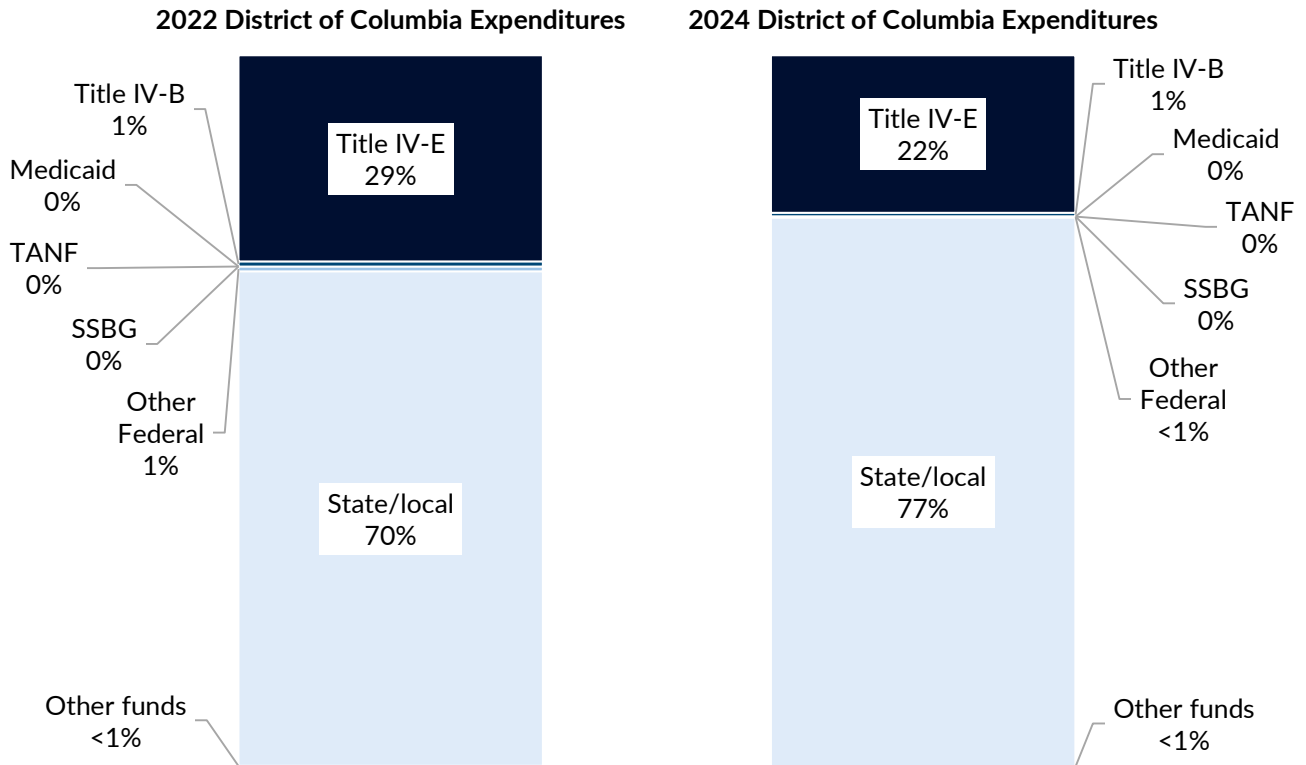 2022 District of Columbia Expenditures
Title IV-B
1%
Title IV-E
29%
Medicaid
0%
TANF
0%
SSBG
0%
Other
Federal
1%
State/local
70%
Other funds
<1%
2024 District of Columbia Expenditures
Title IV-B
1%
Title IV-E
22%
Medicaid
0%
TANF
0%
SSBG
0%
Other
Federal
<1%
State/local
77%
Other funds
<1%